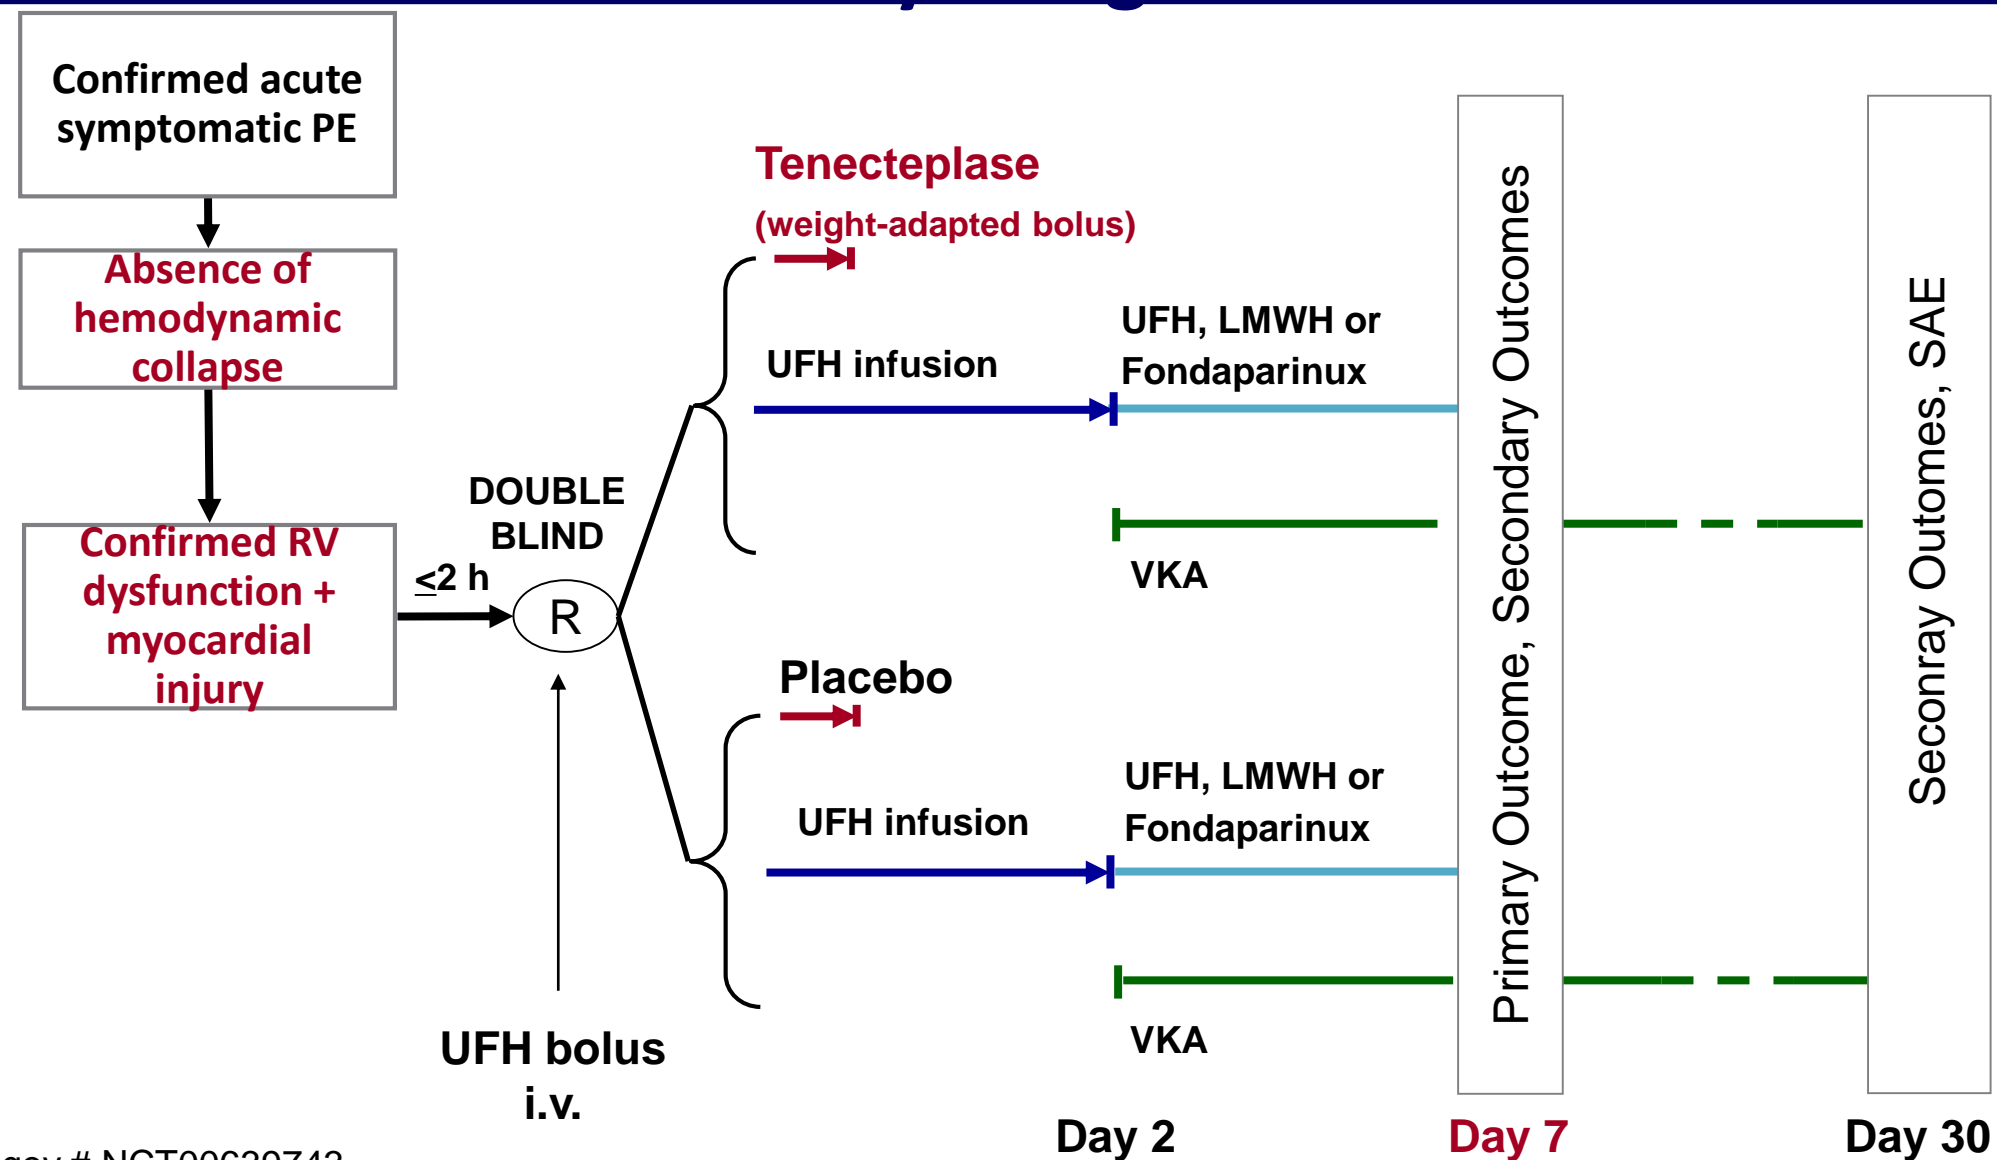 Confirmed acute
symptomatic PE
Absence of
hemodynamic
collapse
Confirmed RV
dysfunction +
myocardial
injury
≤2 h
DOUBLE
BLIND
R
UFH bolus
i.v.
Tenecteplase
(weight-adapted bolus)
UFH infusion
UFH, LMWH or
Fondaparinux
VKA
Placebo
UFH infusion
UFH, LMWH or
Fondaparinux
VKA
Primary Outcome, Secondary Outcomes
Seconray Outomes, SAE
Day 2
Day 7
Day 30